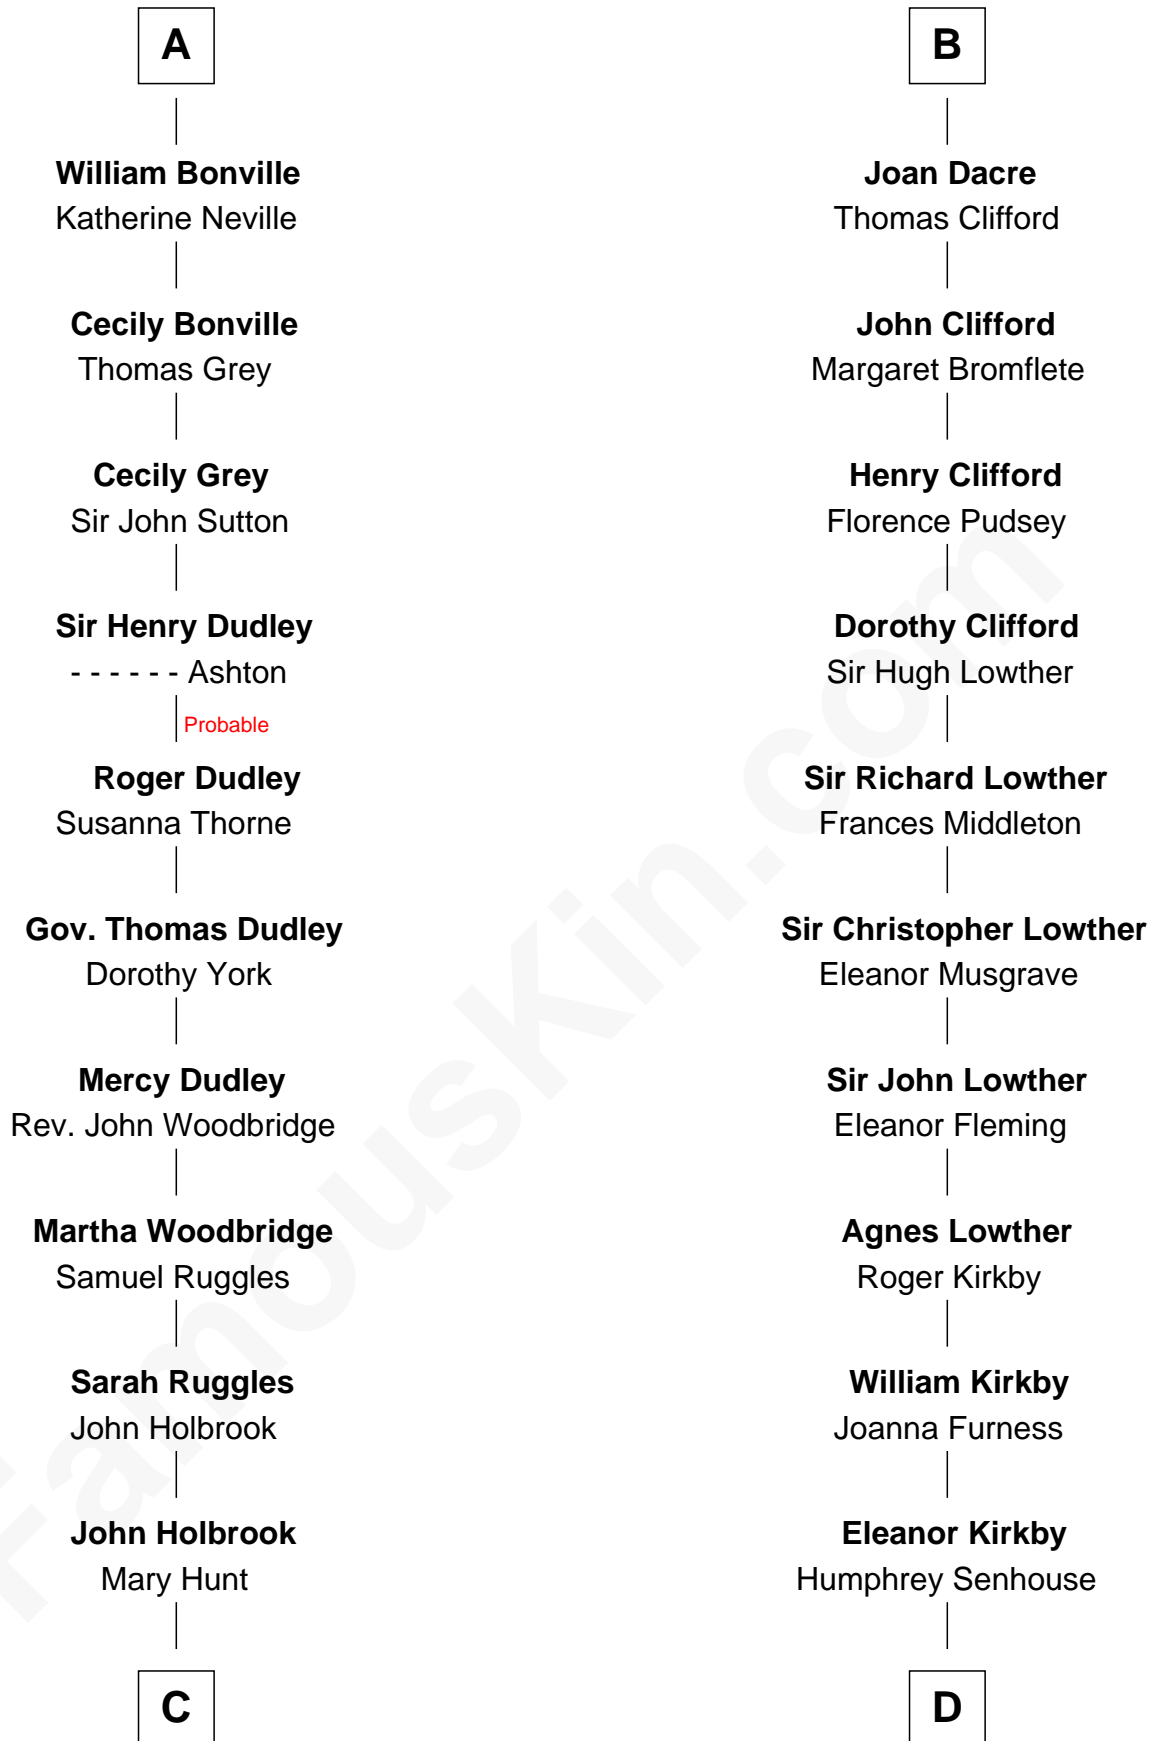 A
William Bonville
Katherine Neville
Cecily Bonville
Thomas Grey
Cecily Grey
Sir John Sutton
Sir Henry Dudley
- - - - - - Ashton
Probable
Roger Dudley
Susanna Thorne
Gov. Thomas Dudley
Dorothy York
Mercy Dudley
Rev. John Woodbridge
Martha Woodbridge
Samuel Ruggles
Sarah Ruggles
John Holbrook
John Holbrook
Mary Hunt
C
B
Joan Dacre
Thomas Clifford
John Clifford
Margaret Bromflete
Henry Clifford
Florence Pudsey
Dorothy Clifford
Sir Hugh Lowther
Sir Richard Lowther
Frances Middleton
Sir Christopher Lowther
Eleanor Musgrave
Sir John Lowther
Eleanor Fleming
Agnes Lowther
Roger Kirkby
William Kirkby
Joanna Furness
Eleanor Kirkby
Humphrey Senhouse
D
FamousKin.com